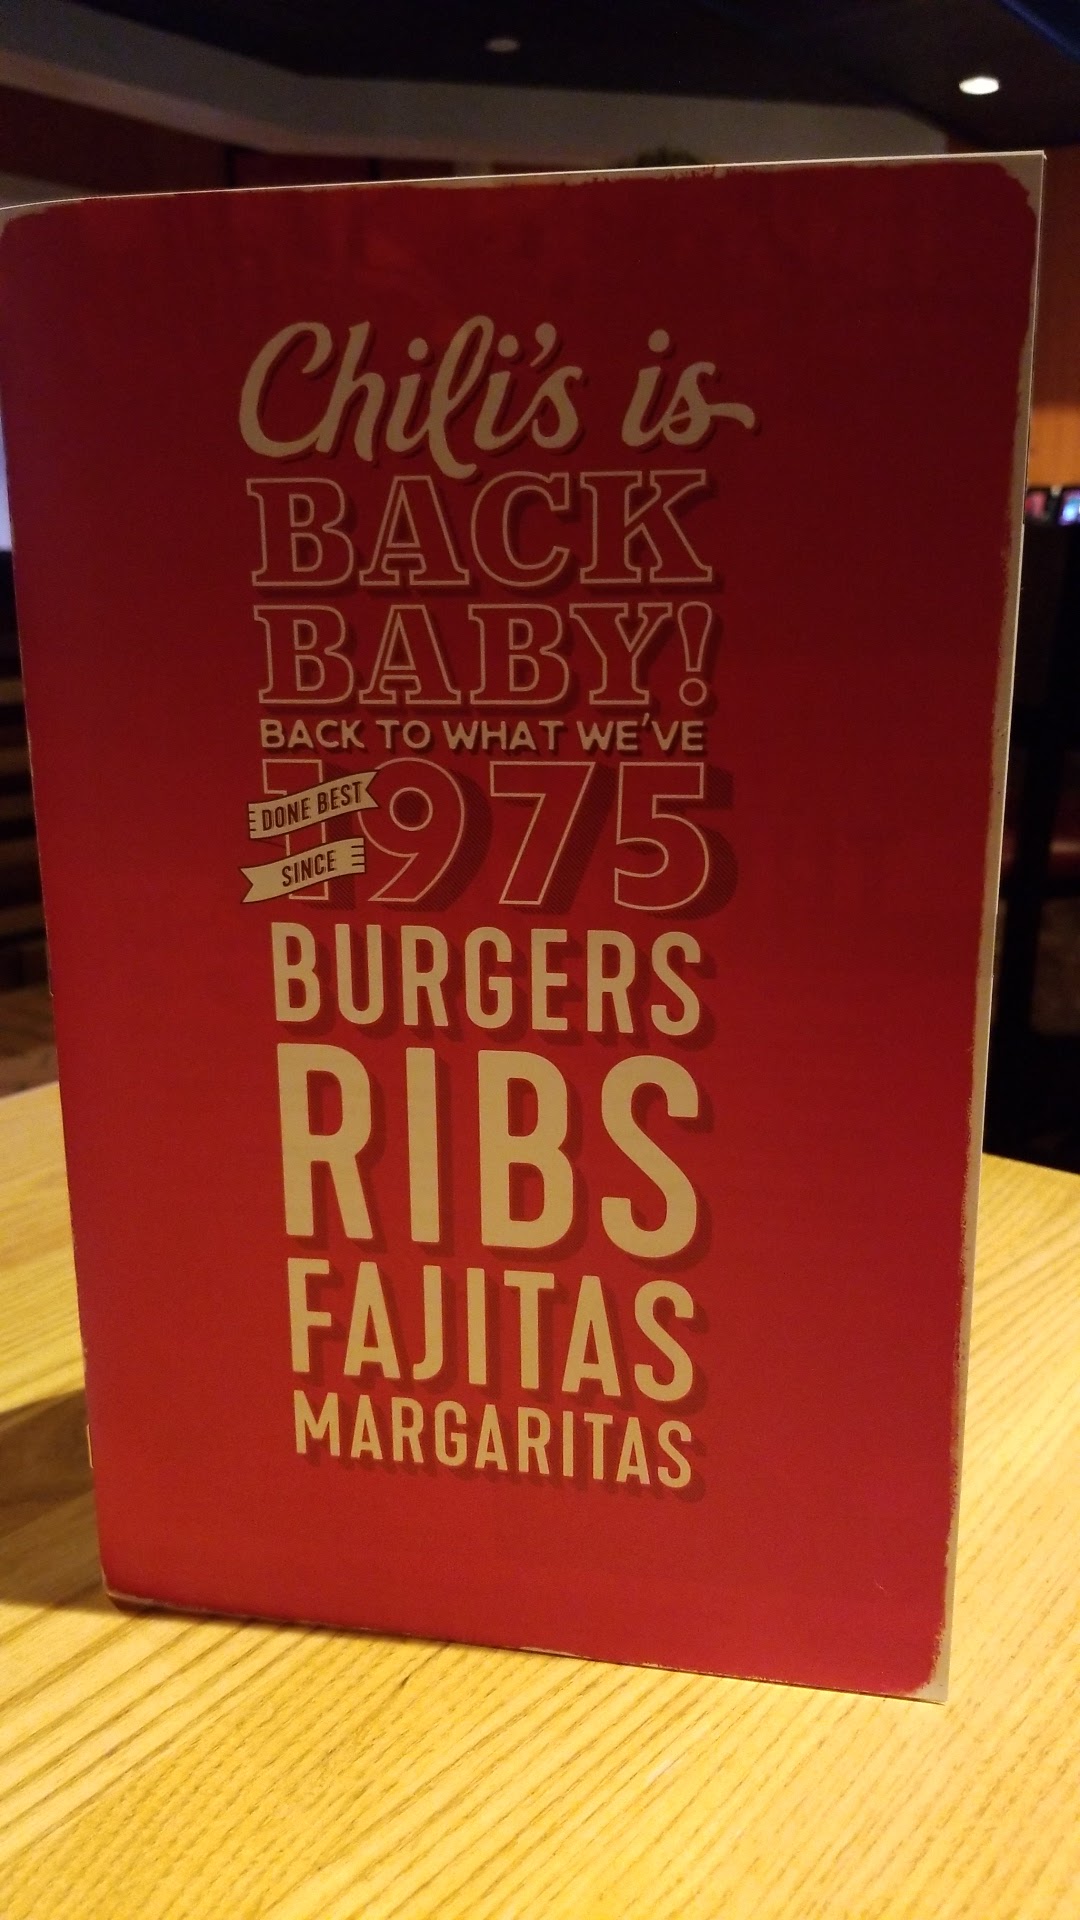 Chili's is
BACK
BABY!
BACK TO WHAT WE'VE
DONE BEST
SINCE
1975
BURGERS
RIBS
FAJITAS
MARGARITAS